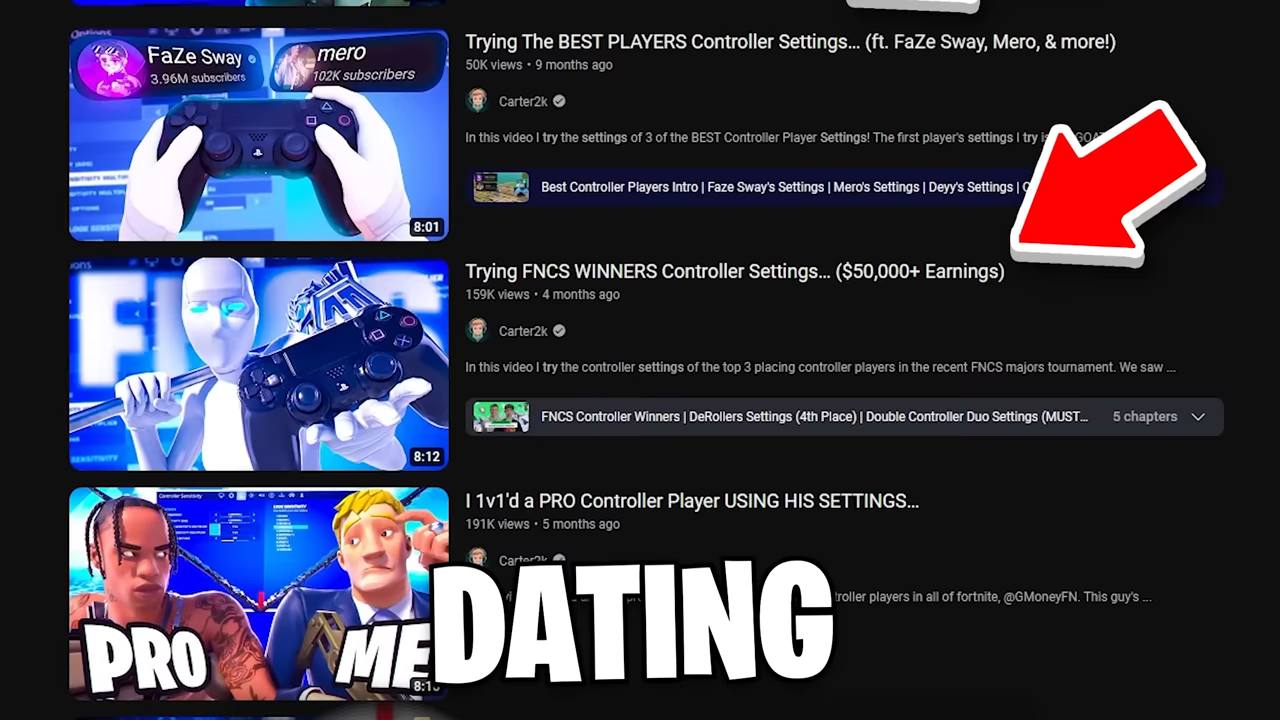 FaZe Sway
3.96M subscribers
mero
102K subscribers
8:01
Trying The BEST PLAYERS Controller Settings... (ft. FaZe Sway, Mero, & more!)
50K views • 9 months ago
Carter2k
In this video I try the settings of 3 of the BEST Controller Player Settings! The first player's settings I try is
Best Controller Players Intro | Faze Sway's Settings | Mero's Settings | Deyy's Settings |
8:12
Trying FNCS WINNERS Controller Settings... ($50,000+ Earnings)
159K views • 4 months ago
Carter2k
In this video I try the controller settings of the top 3 placing controller players in the recent FNCS majors tournament. We saw ...
FNCS Controller Winners | DeRollers Settings (4th Place) | Double Controller Duo Settings (MUST...
5 chapters
Controller Sensitivity
PRO
ME
I 1v1'd a PRO Controller Player USING HIS SETTINGS...
191K views • 5 months ago
Carter2k
players in all of fortnite, @GMoneyFN. This guy's ...
DATING